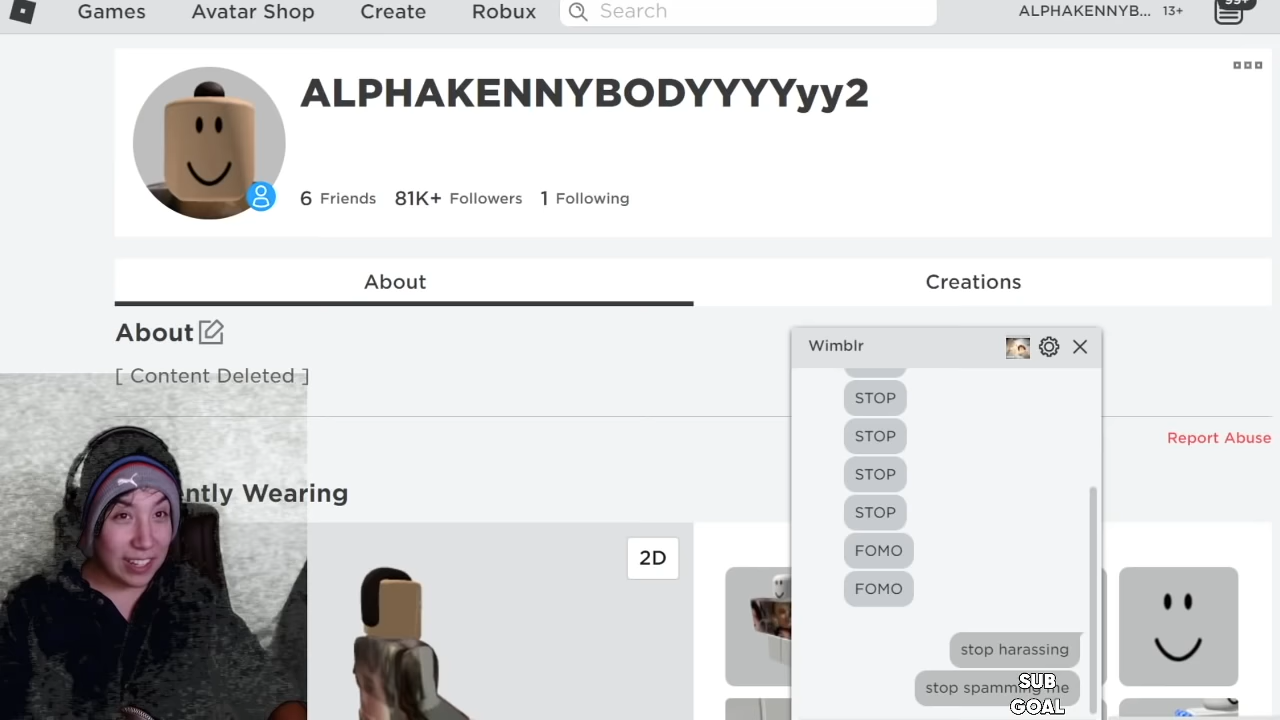 Games
Avatar Shop
Create
Robux
Search
ALPHAKENNYB...
13+
99+
ALPHAKENNYBODYYYYyy2
6 Friends
81K+ Followers
1 Following
About
Creations
About
[ Content Deleted ]
Report Abuse
ntly Wearing
2D
Wimblr
STOP
STOP
STOP
STOP
FOMO
FOMO
stop harassing
stop spamming me
SUB
GOAL